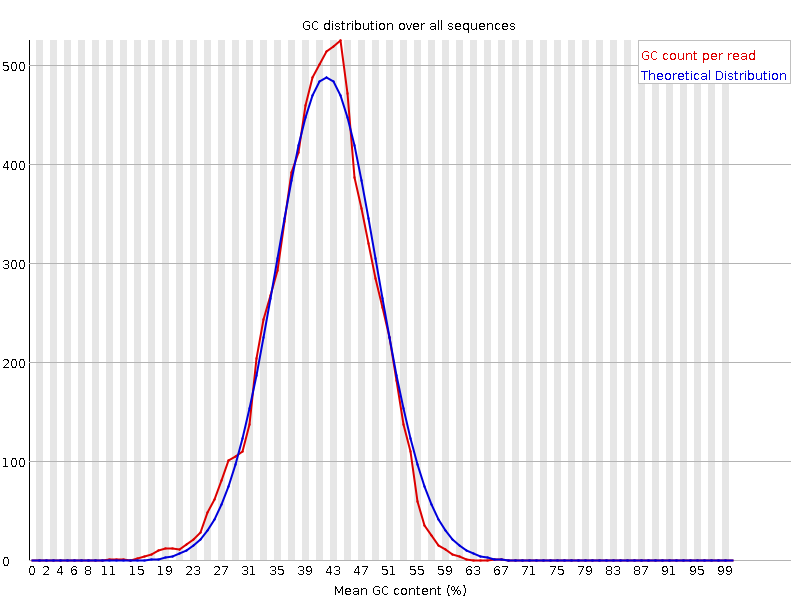 GC distribution over all sequences
GC count per read
Theoretical Distribution
500
400
300
200
100
0
0 2 4 6 8 11 15 19 23 27 31 35 39 43 47 51 55 59 63 67 71 75 79 83 87 91 95 99
Mean GC content (%)